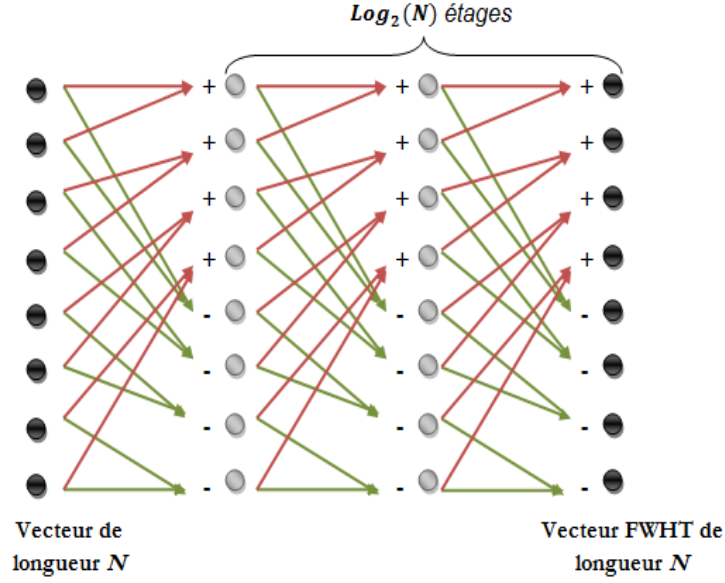 Log₂(N) étages
+ + +
+ + +
+ + +
+ + +
- - -
- - -
- - -
- - -
Vecteur de
longueur N
Vecteur FWHT de
longueur N